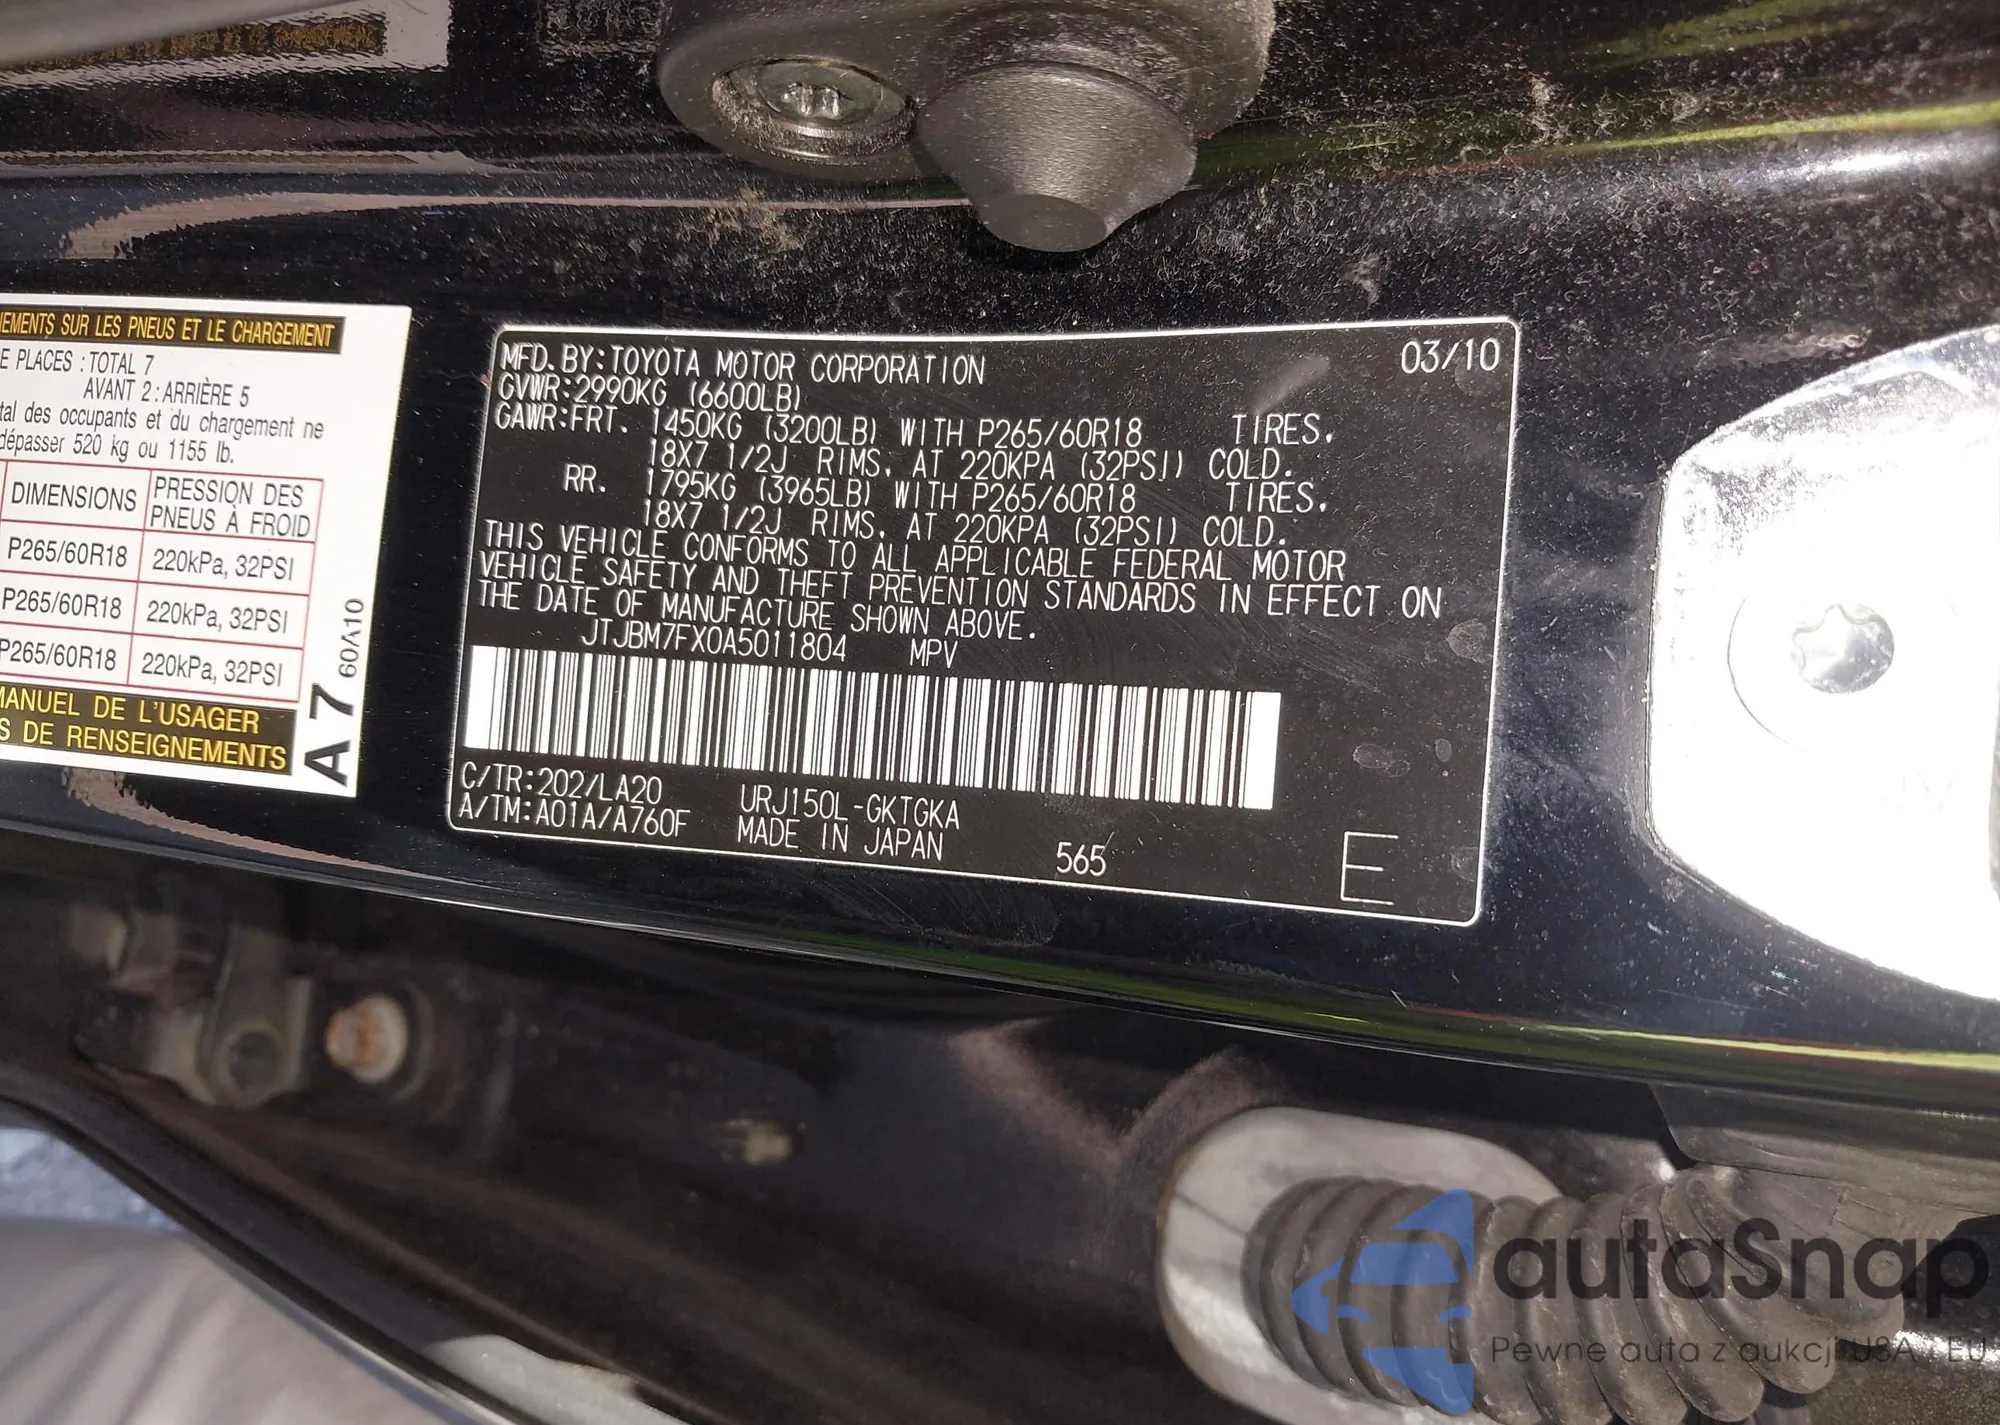 EMENTS SUR LES PNEUS ET LE CHARGEMENT
E PLACES : TOTAL 7
AVANT 2 : ARRIÈRE 5
tal des occupants et du chargement ne
dépasser 520 kg ou 1155 lb.
DIMENSIONS PRESSION DES PNEUS À FROID
P265/60R18 220kPa, 32PSI
P265/60R18 220kPa, 32PSI
P265/60R18 220kPa, 32PSI
MANUEL DE L'USAGER
S DE RENSEIGNEMENTS
A7 60A10
MFD. BY: TOYOTA MOTOR CORPORATION 03/10
GVWR: 2990KG (6600LB)
GAWR: FRT. 1450KG (3200LB) WITH P265/60R18 TIRES,
18X7 1/2J RIMS, AT 220KPA (32PSI) COLD.
RR. 1795KG (3965LB) WITH P265/60R18 TIRES,
18X7 1/2J RIMS, AT 220KPA (32PSI) COLD.
THIS VEHICLE CONFORMS TO ALL APPLICABLE FEDERAL MOTOR
VEHICLE SAFETY AND THEFT PREVENTION STANDARDS IN EFFECT ON
THE DATE OF MANUFACTURE SHOWN ABOVE.
JTJBM7FX0A5011804 MPV
C/TR: 202/LA20 URJ150L-GKTGKA
A/TM: A01A/A760F MADE IN JAPAN 565 E
autaSnap
Pewne auta z aukcji USA i EU